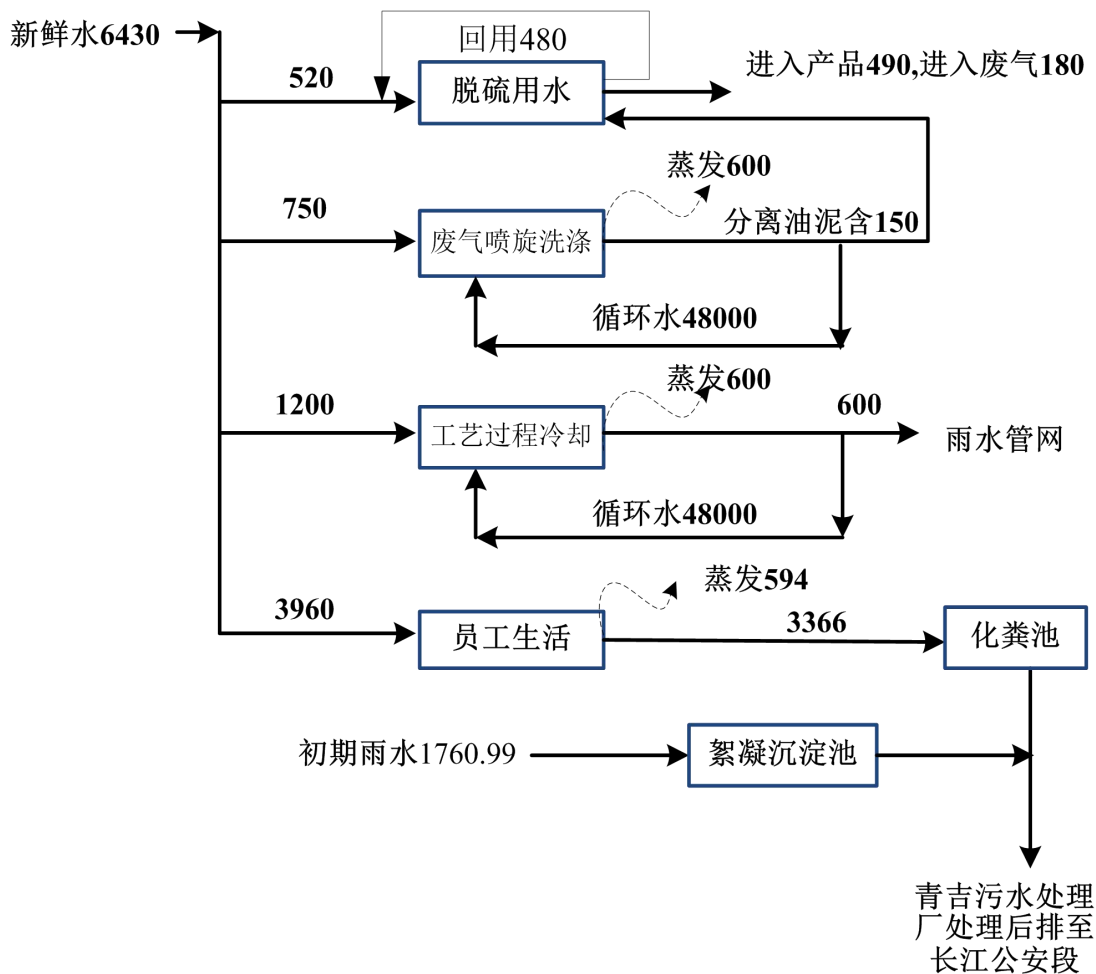 新鲜水6430
回用480
520
脱硫用水
进入产品490,进入废气180
蒸发600
750
废气喷旋洗涤
分离油泥含150
循环水48000
蒸发600
1200
工艺过程冷却
600
雨水管网
循环水48000
蒸发594
3960
员工生活
3366
化粪池
初期雨水1760.99
絮凝沉淀池
青吉污水处理
厂处理后排至
长江公安段